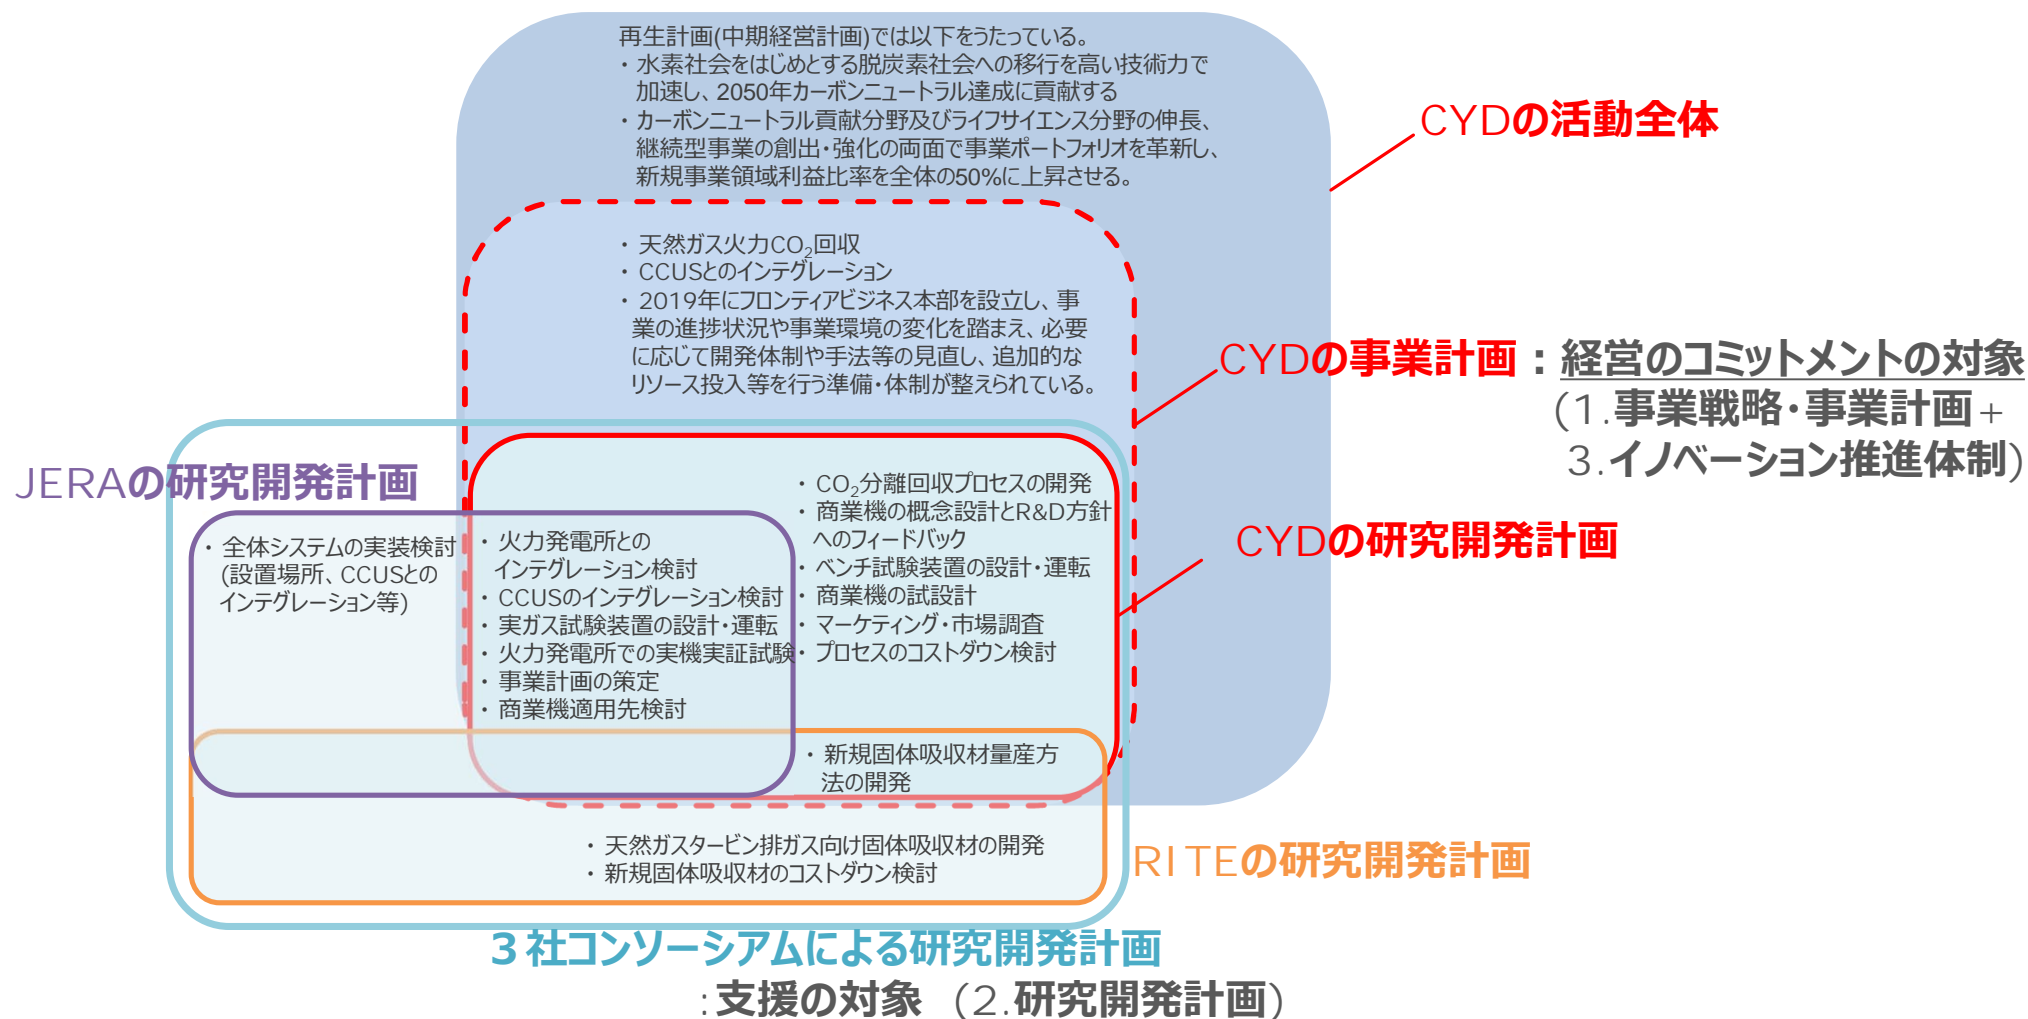 再生計画(中期経営計画)では以下をうたっている。
・水素社会をはじめとする脱炭素社会への移行を高い技術力で
加速し、2050年カーボンニュートラル達成に貢献する
・カーボンニュートラル貢献分野及びライフサイエンス分野の伸長、
継続型事業の創出・強化の両面で事業ポートフォリオを革新し、
新規事業領域利益比率を全体の50%に上昇させる。
CYDの活動全体
・天然ガス火力CO₂回収
・CCUSとのインテグレーション
・2019年にフロンティアビジネス本部を設立し、事
業の進捗状況や事業環境の変化を踏まえ、必要
に応じて開発体制や手法等の見直し、追加的な
リソース投入等を行う準備・体制が整えられている。
CYDの事業計画：経営のコミットメントの対象
(1.事業戦略・事業計画+
3.イノベーション推進体制)
JERAの研究開発計画
・全体システムの実装検討
(設置場所、CCUSとの
インテグレーション等)
・火力発電所との
インテグレーション検討
・CCUSのインテグレーション検討
・実ガス試験装置の設計・運転
・火力発電所での実機実証試験
・事業計画の策定
・商業機適用先検討
・CO₂分離回収プロセスの開発
・商業機の概念設計とR&D方針
へのフィードバック
・ベンチ試験装置の設計・運転
・商業機の試設計
・マーケティング・市場調査
・プロセスのコストダウン検討
CYDの研究開発計画
・新規固体吸収材量産方
法の開発
・天然ガスタービン排ガス向け固体吸収材の開発
・新規固体吸収材のコストダウン検討
RITEの研究開発計画
３社コンソーシアムによる研究開発計画
:支援の対象 (2.研究開発計画)